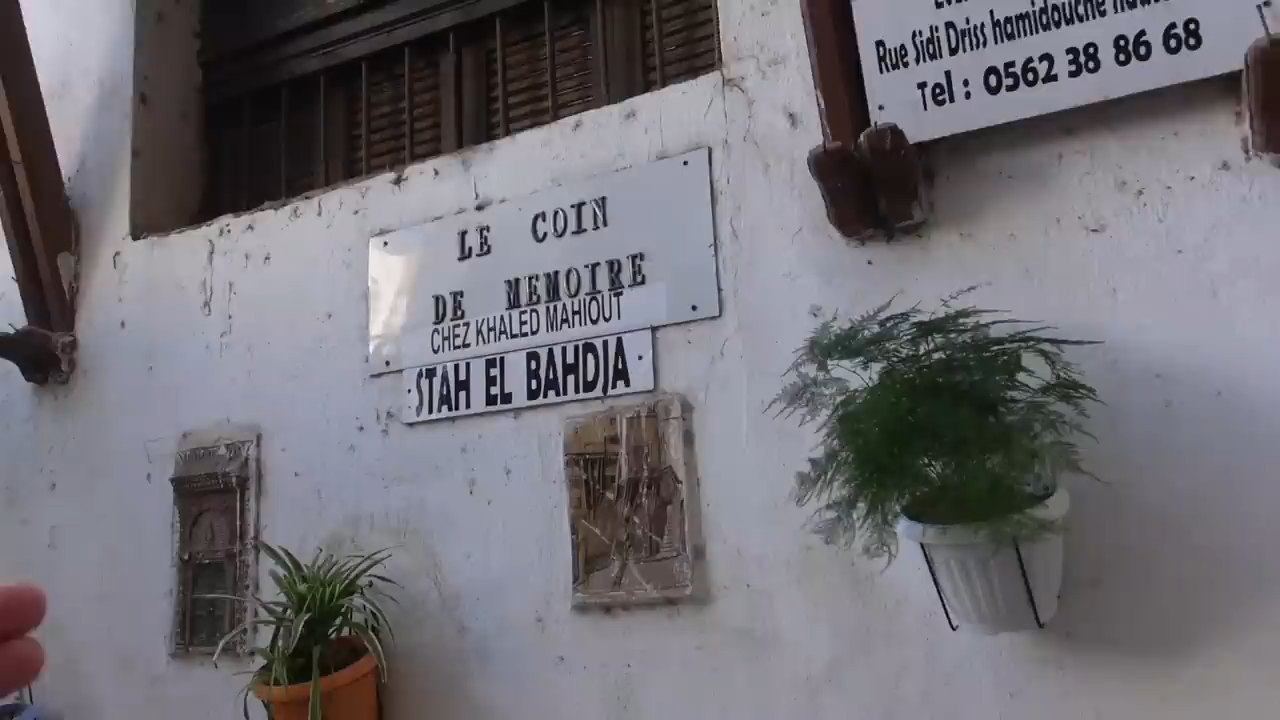 LE COIN
DE MEMOIRE
CHEZ KHALED MAHIOUT
STAH EL BAHDJA
Rue Sidi Driss hamidouche
Tel : 0562 38 86 68